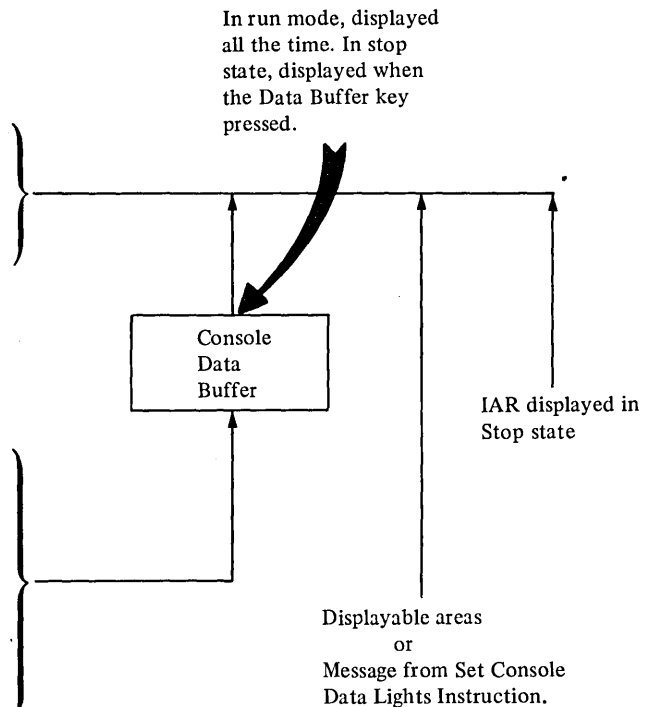 In run mode, displayed
all the time. In stop
state, displayed when
the Data Buffer key
pressed.
Console
Data
Buffer
IAR displayed in
Stop state
Displayable areas
or
Message from Set Console
Data Lights Instruction.